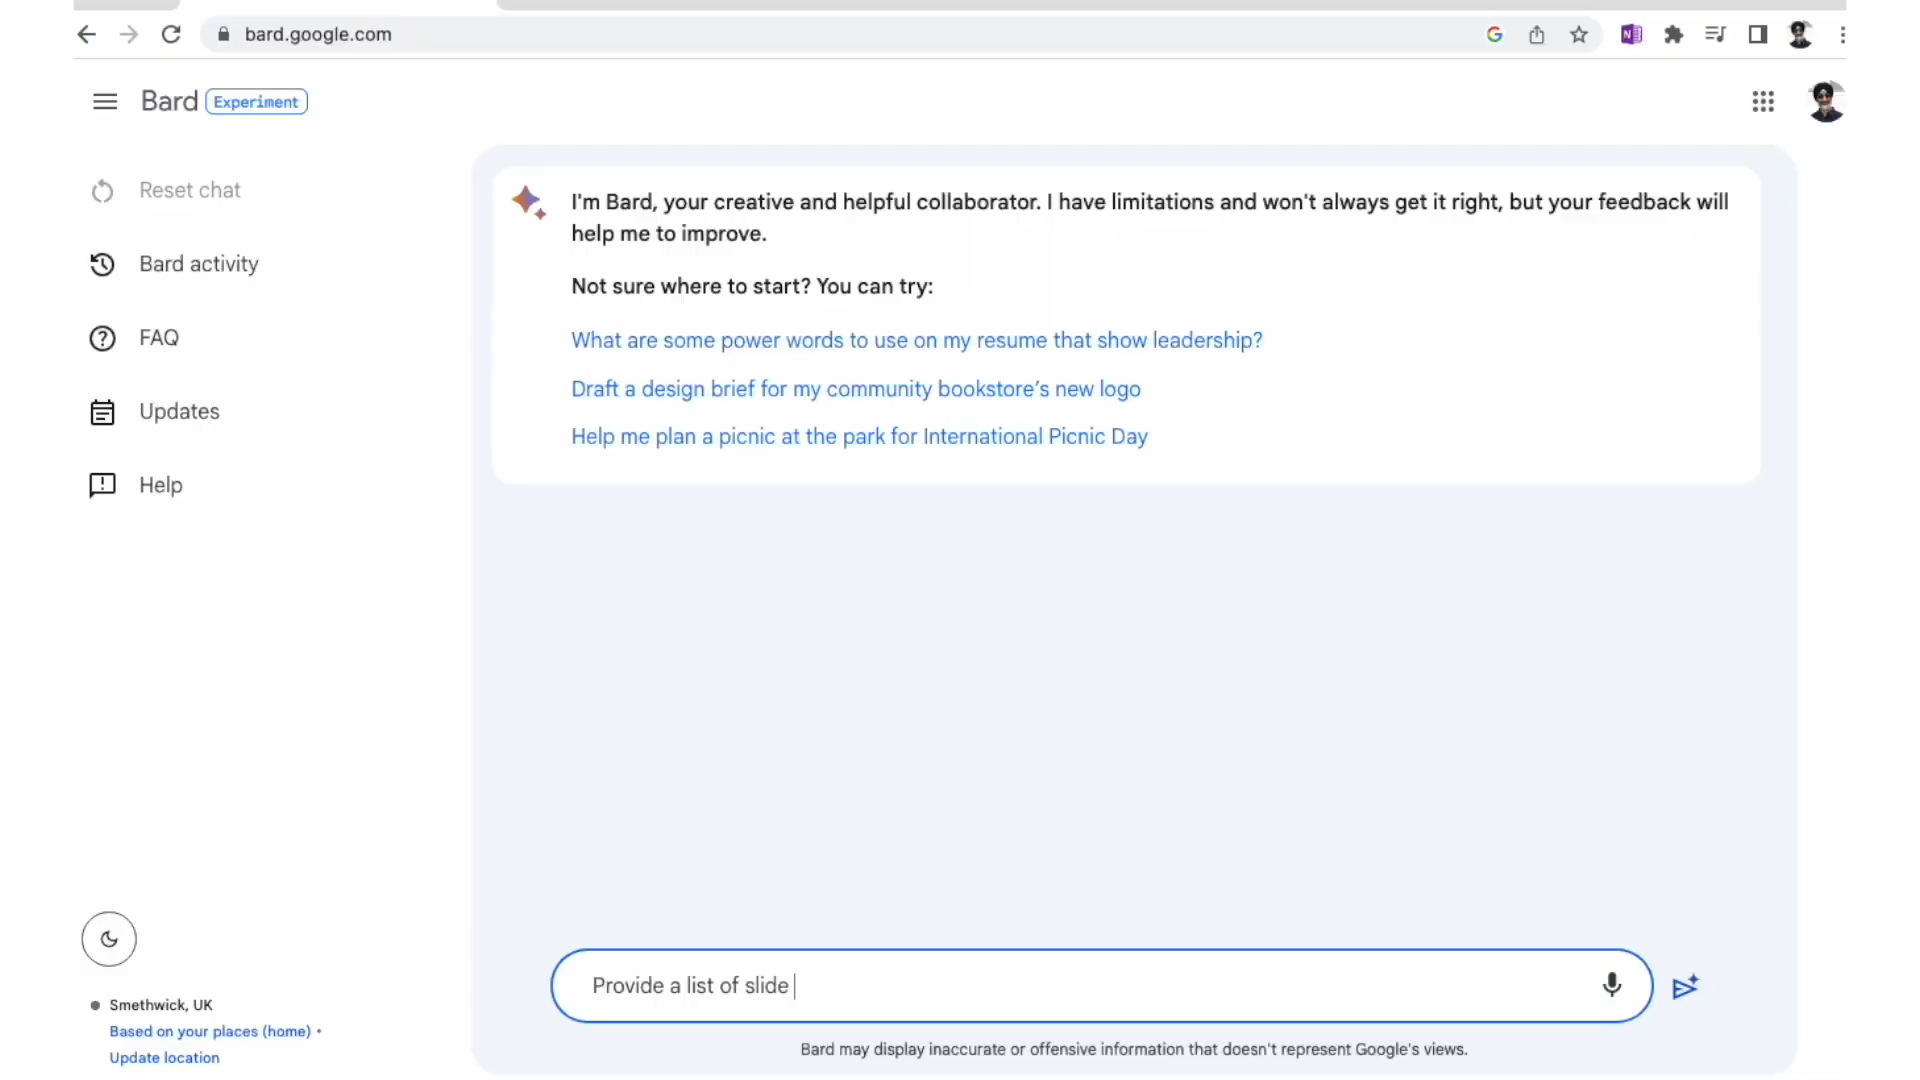 bard.google.com
Bard Experiment
Reset chat
Bard activity
FAQ
Updates
Help
I'm Bard, your creative and helpful collaborator. I have limitations and won't always get it right, but your feedback will
help me to improve.
Not sure where to start? You can try:
What are some power words to use on my resume that show leadership?
Draft a design brief for my community bookstore’s new logo
Help me plan a picnic at the park for International Picnic Day
Provide a list of slide
Smethwick, UK
Based on your places (home) •
Update location
Bard may display inaccurate or offensive information that doesn't represent Google's views.